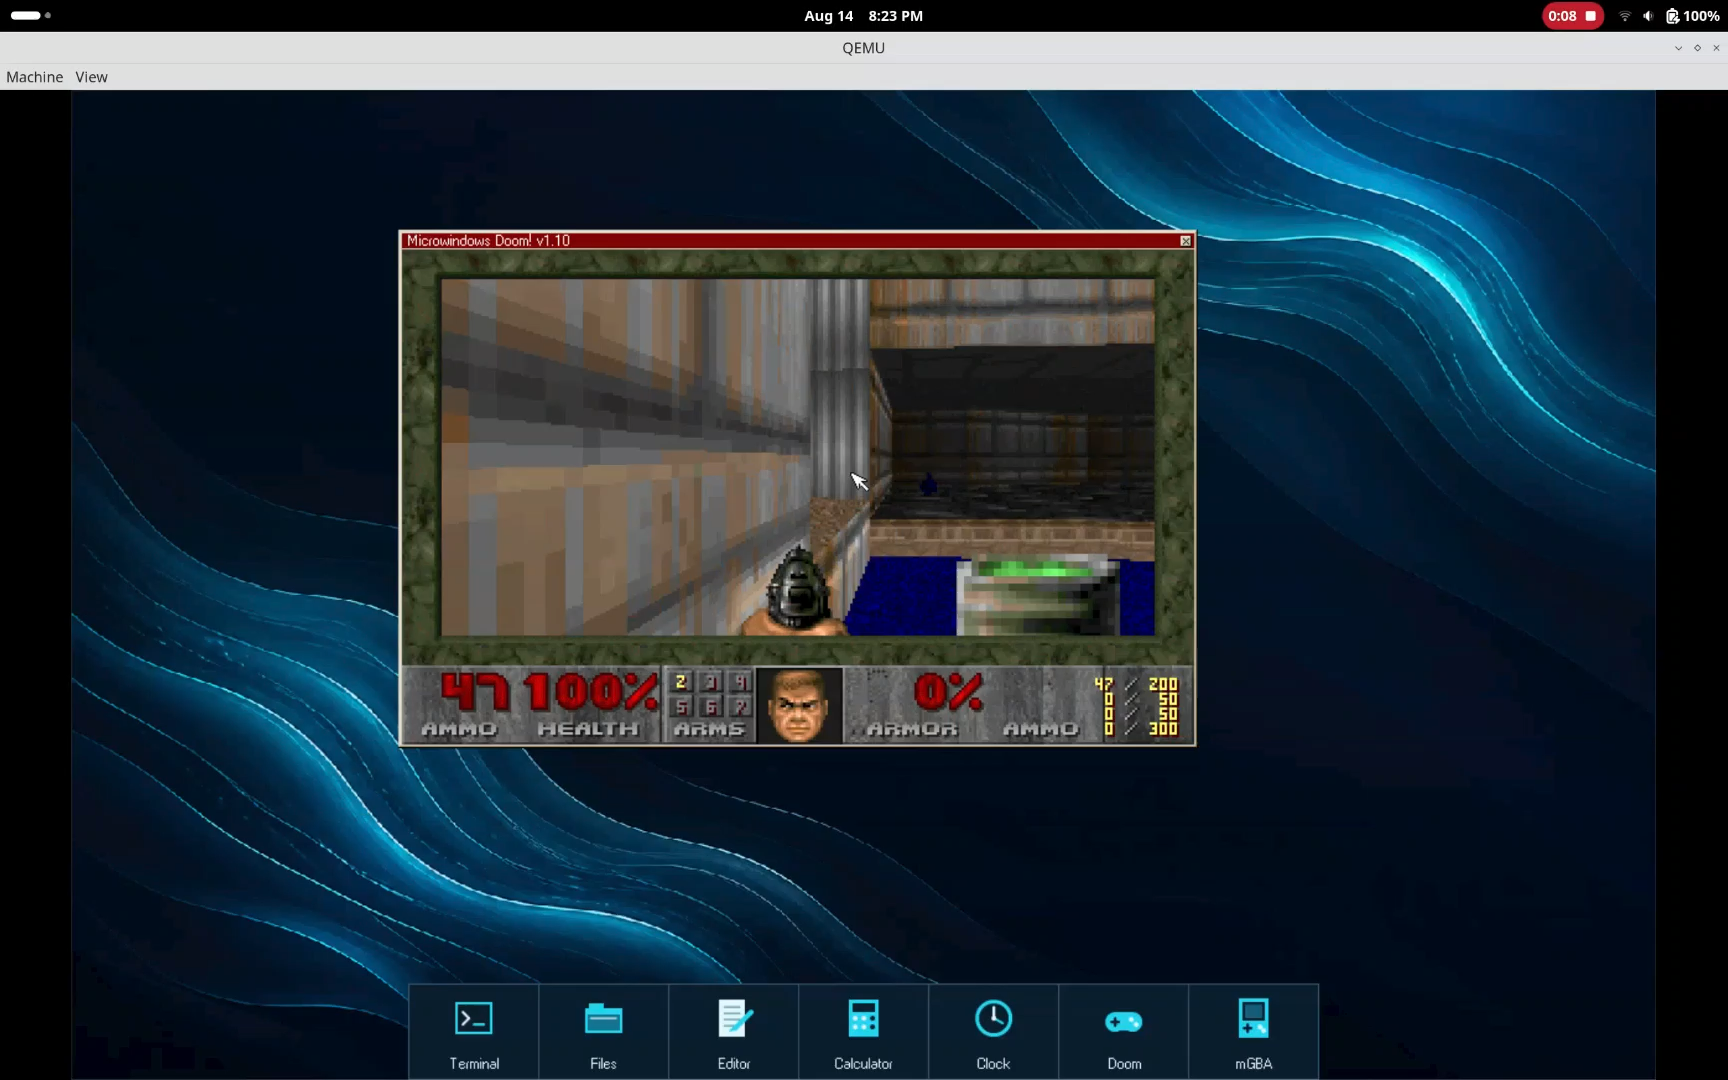 Aug 14 8:23 PM
0:08
100%
QEMU
Machine View
Microwindows Doom! v1.10
47 100% 2 3 4 0% 47 / 200
5 6 7 0 / 50
0 / 50
AMMO HEALTH ARMS ARMOR AMMO 0 / 300
>_
Terminal Files Editor Calculator Clock Doom mGBA